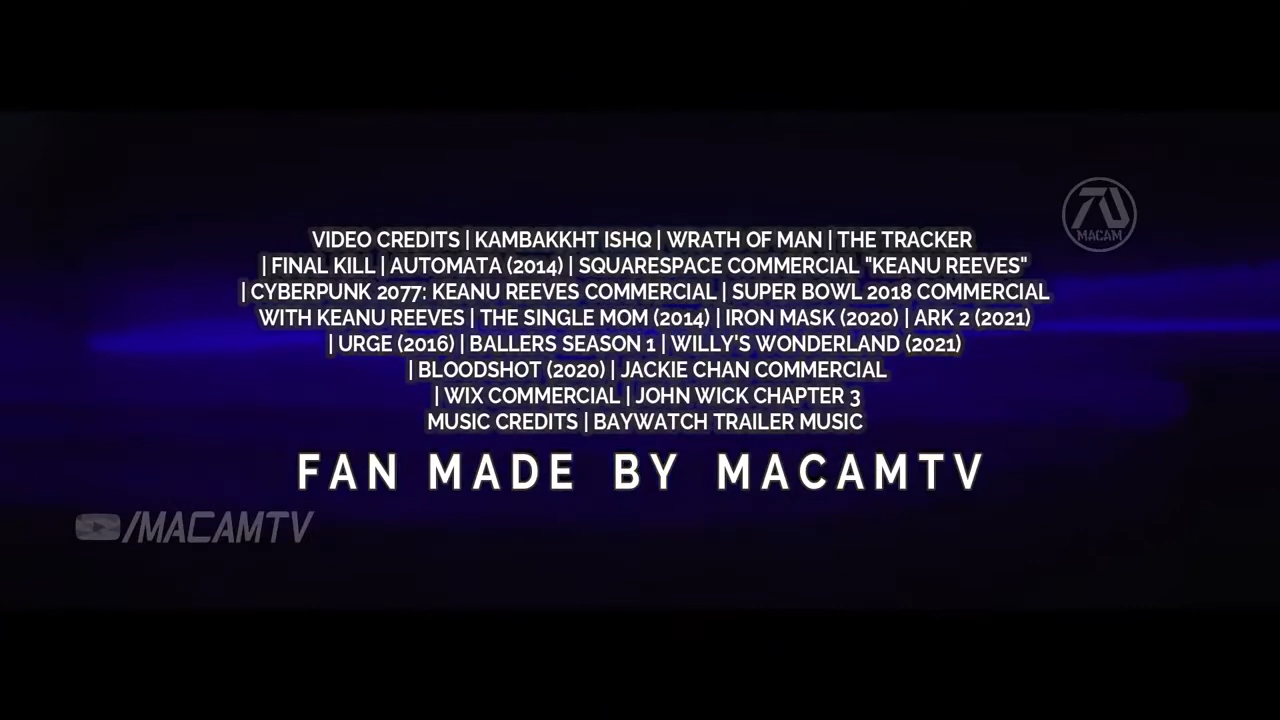 VIDEO CREDITS | KAMBAKKHT ISHQ | WRATH OF MAN | THE TRACKER
| FINAL KILL | AUTOMATA (2014) | SQUARESPACE COMMERCIAL "KEANU REEVES"
| CYBERPUNK 2077: KEANU REEVES COMMERCIAL | SUPER BOWL 2018 COMMERCIAL
WITH KEANU REEVES | THE SINGLE MOM (2014) | IRON MASK (2020) | ARK 2 (2021)
| URGE (2016) | BALLERS SEASON 1 | WILLY'S WONDERLAND (2021)
| BLOODSHOT (2020) | JACKIE CHAN COMMERCIAL
| WIX COMMERCIAL | JOHN WICK CHAPTER 3
MUSIC CREDITS | BAYWATCH TRAILER MUSIC
FAN MADE BY MACAMTV
/MACAMTV
MACAM